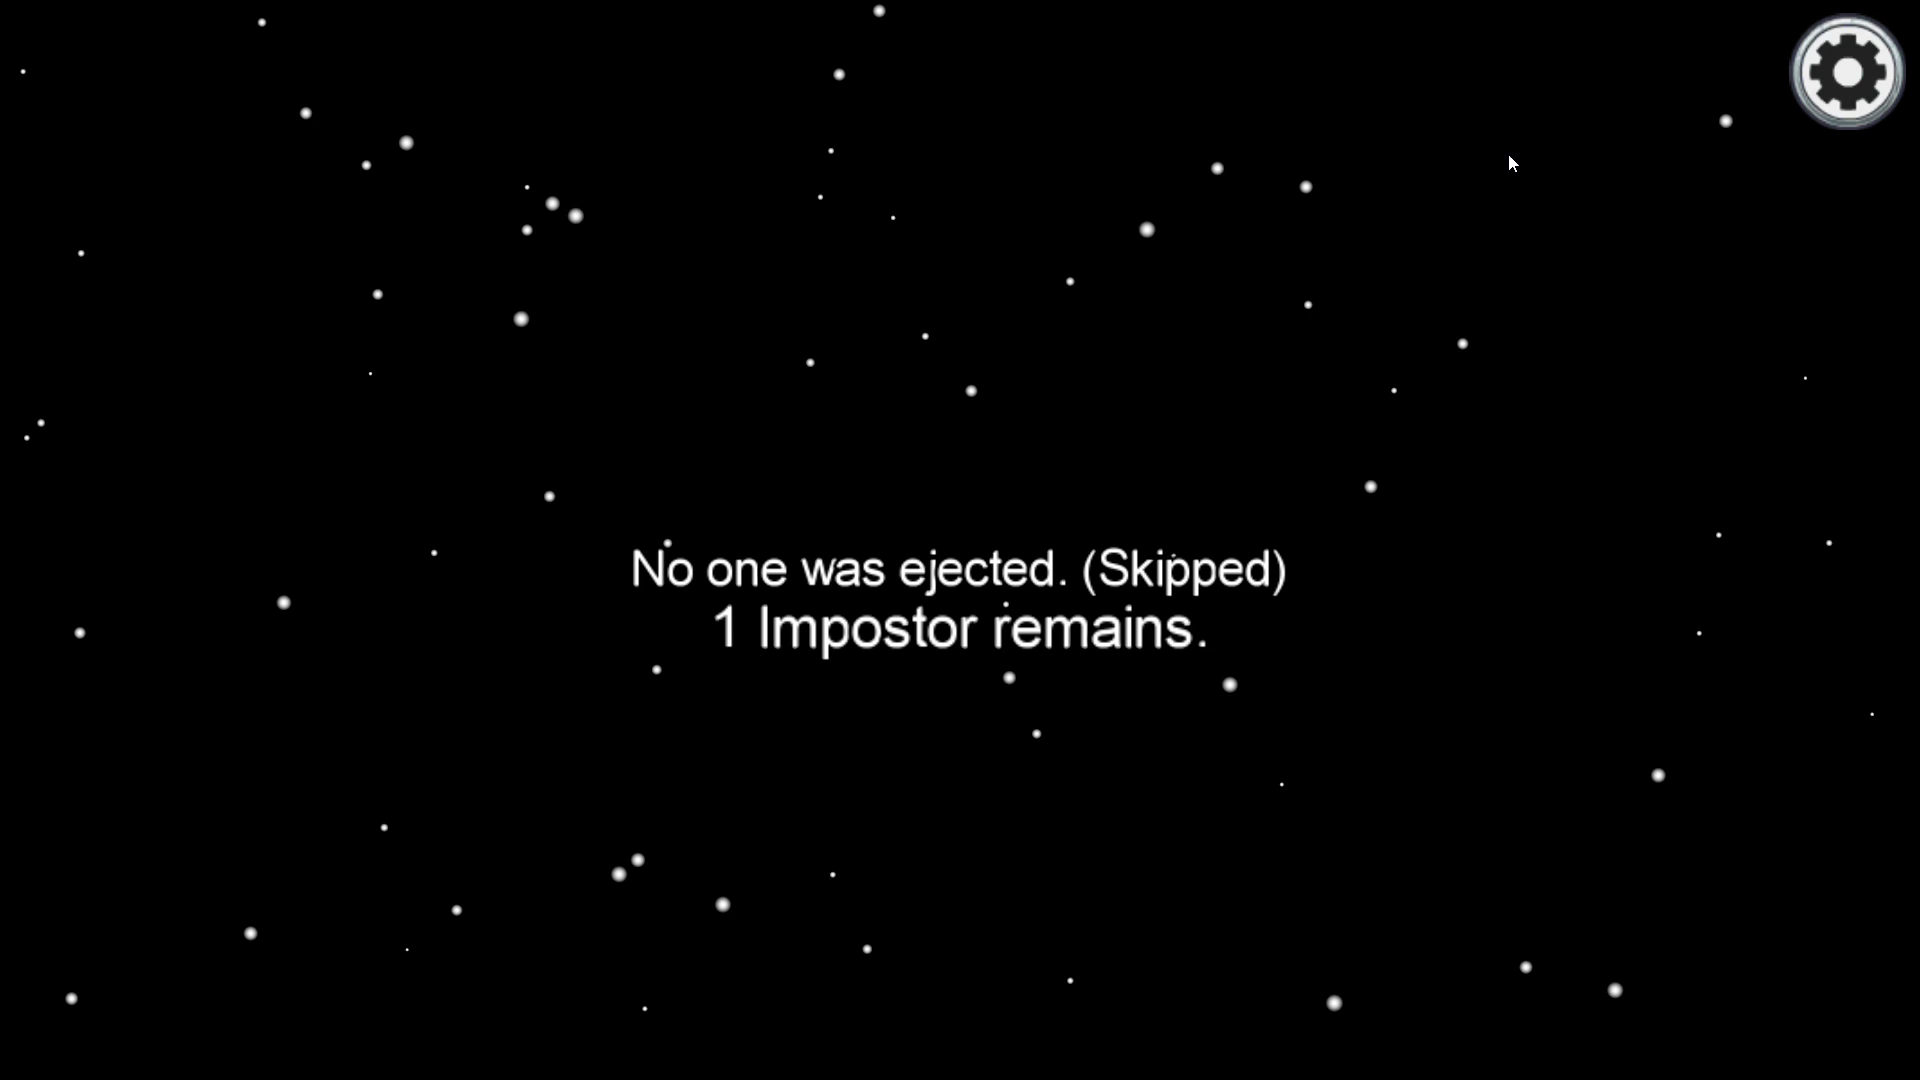 No one was ejected. (Skipped)
1 Impostor remains.